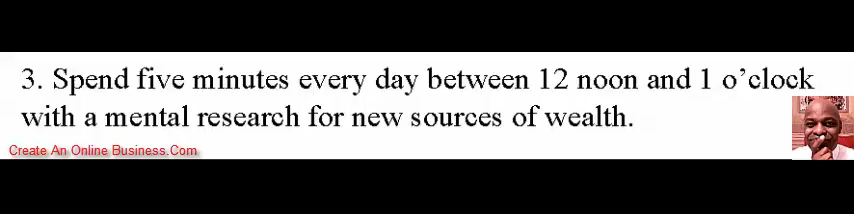 3. Spend five minutes every day between 12 noon and 1 o’clock
with a mental research for new sources of wealth.
Create An Online Business.Com